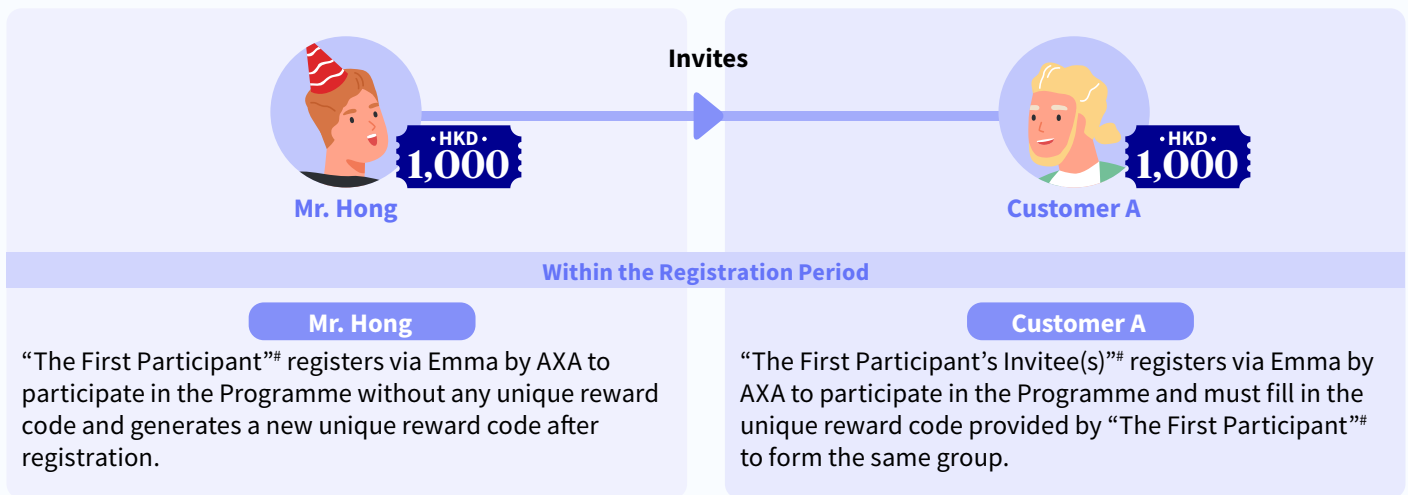 Invites
• HKD •
1,000
Mr. Hong
• HKD •
1,000
Customer A
Within the Registration Period
Mr. Hong
“The First Participant”# registers via Emma by AXA to
participate in the Programme without any unique reward
code and generates a new unique reward code after
registration.
Customer A
“The First Participant’s Invitee(s)”# registers via Emma by
AXA to participate in the Programme and must fill in the
unique reward code provided by “The First Participant”#
to form the same group.